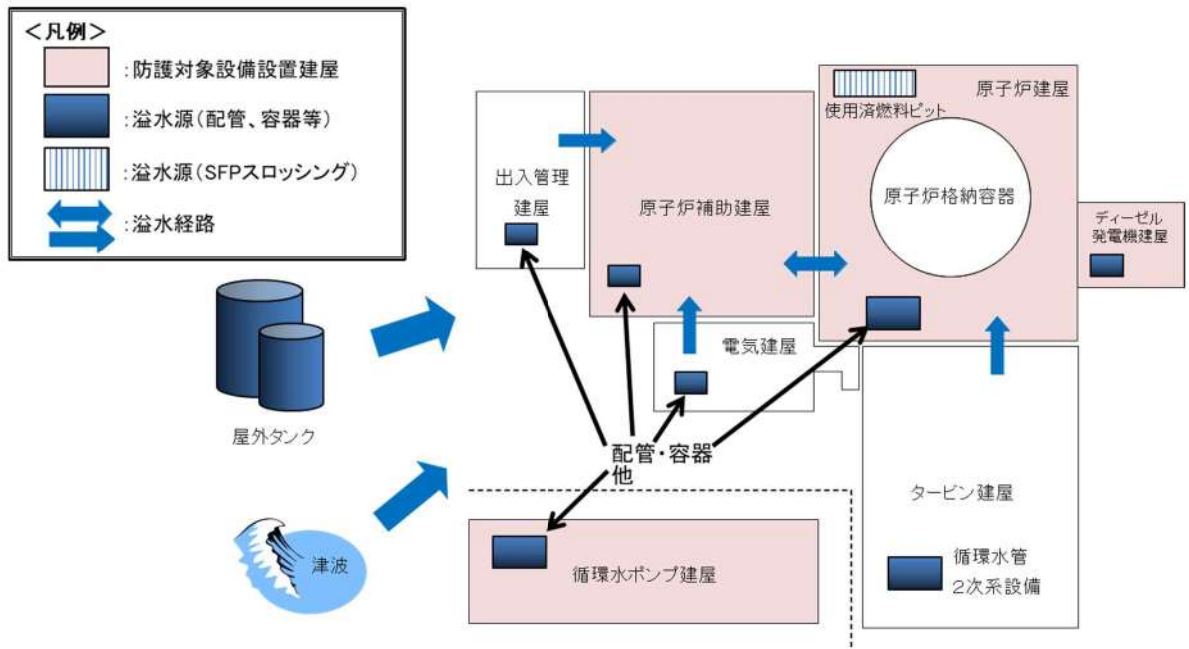 <凡例>
:防護対象設備設置建屋
:溢水源(配管、容器等)
:溢水源(SFPスロッシング)
:溢水経路
原子炉建屋
使用済燃料ピット
原子炉格納容器
出入管理
建屋
原子炉補助建屋
ディーゼル
発電機建屋
電気建屋
屋外タンク
配管・容器
他
タービン建屋
循環水管
2次系設備
津波
循環水ポンプ建屋